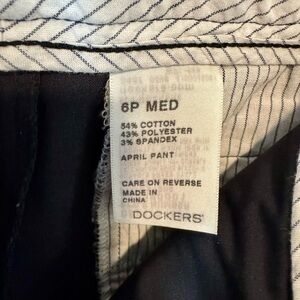 6P MED
54% COTTON
43% POLYESTER
3% SPANDEX
APRIL PANT
CARE ON REVERSE
MADE IN
CHINA
DOCKERS®